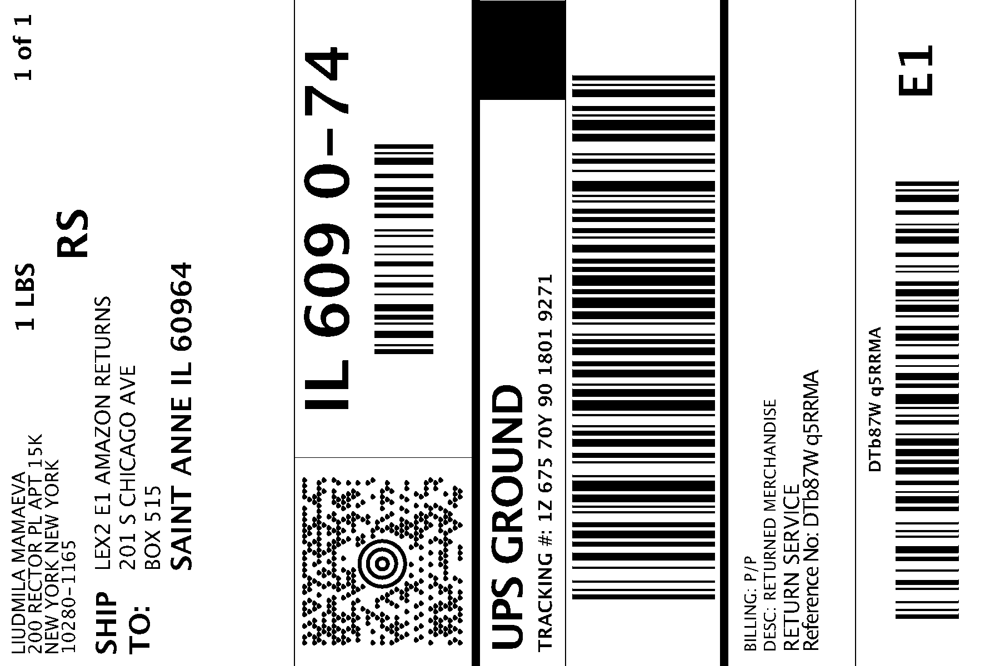 LIUDMILA MAMAEVA
200 RECTOR PL APT 15K
NEW YORK NEW YORK
10280-1165
1 LBS
1 of 1
RS
SHIP TO:
LEX2 E1 AMAZON RETURNS
201 S CHICAGO AVE
BOX 515
SAINT ANNE IL 60964
IL 609 0-74
UPS GROUND
TRACKING #: 1Z 675 70Y 90 1801 9271
BILLING: P/P
DESC: RETURNED MERCHANDISE
RETURN SERVICE
Reference No: DTb87W q5RRMA
DTb87W q5RRMA
E1